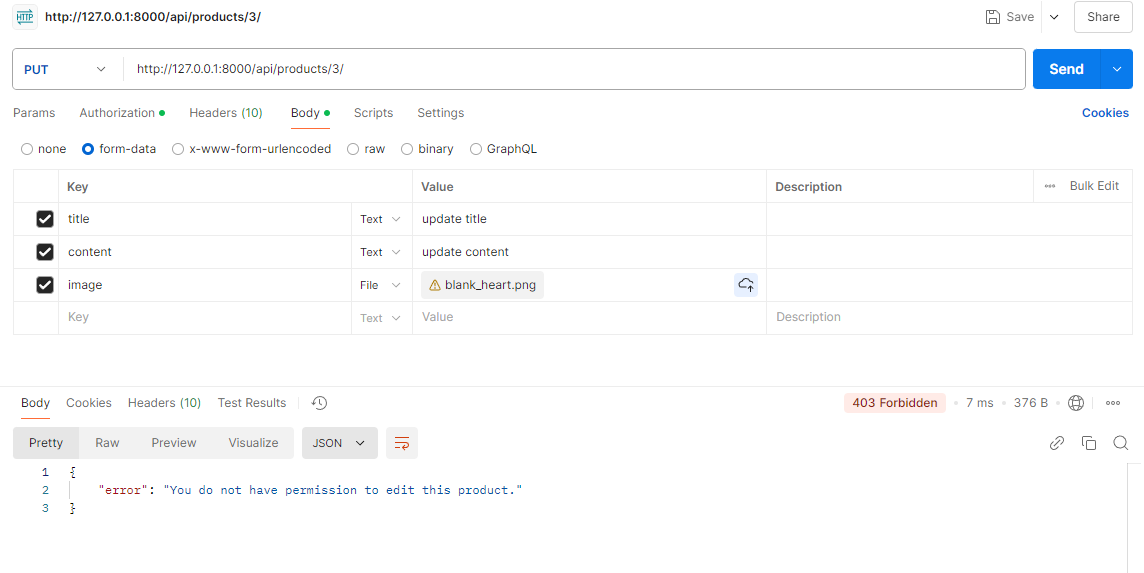 HTTP http://127.0.0.1:8000/api/products/3/ Save Share
PUT http://127.0.0.1:8000/api/products/3/ Send
Params Authorization Headers (10) Body Scripts Settings Cookies
none form-data x-www-form-urlencoded raw binary GraphQL
Key Value Description Bulk Edit
title Text update title
content Text update content
image File blank_heart.png
Key Text Value Description
Body Cookies Headers (10) Test Results 403 Forbidden 7 ms 376 B
Pretty Raw Preview Visualize JSON
1 {
2 "error": "You do not have permission to edit this product."
3 }